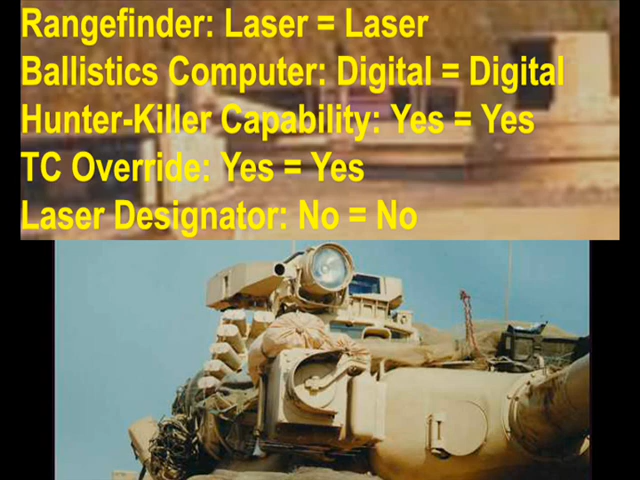 Rangefinder: Laser = Laser
Ballistics Computer: Digital = Digital
Hunter-Killer Capability: Yes = Yes
TC Override: Yes = Yes
Laser Designator: No = No